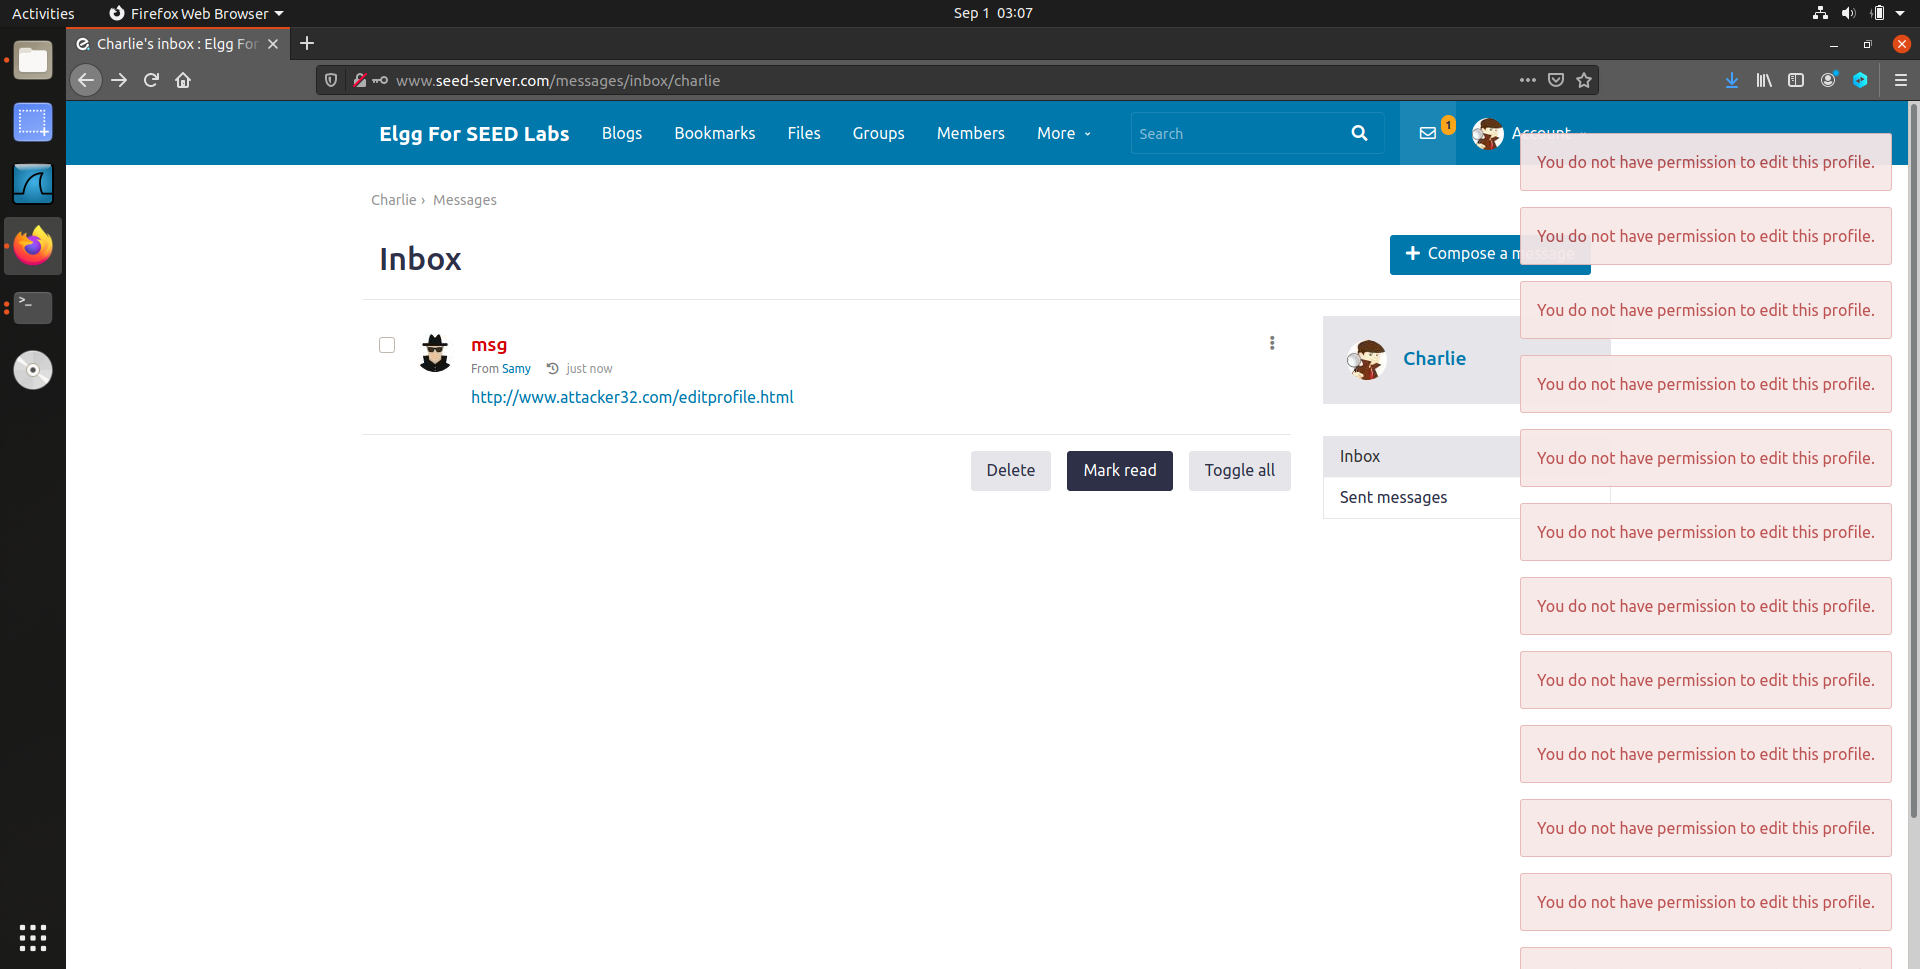 Activities
Firefox Web Browser
Sep 1 03:07
Charlie's inbox : Elgg For
www.seed-server.com/messages/inbox/charlie
Elgg For SEED Labs
Blogs
Bookmarks
Files
Groups
Members
More
Search
1
Account
Charlie › Messages
Inbox
Compose a message
msg
From Samy just now
http://www.attacker32.com/editprofile.html
Delete
Mark read
Toggle all
Charlie
Inbox
Sent messages
You do not have permission to edit this profile.
You do not have permission to edit this profile.
You do not have permission to edit this profile.
You do not have permission to edit this profile.
You do not have permission to edit this profile.
You do not have permission to edit this profile.
You do not have permission to edit this profile.
You do not have permission to edit this profile.
You do not have permission to edit this profile.
You do not have permission to edit this profile.
You do not have permission to edit this profile.